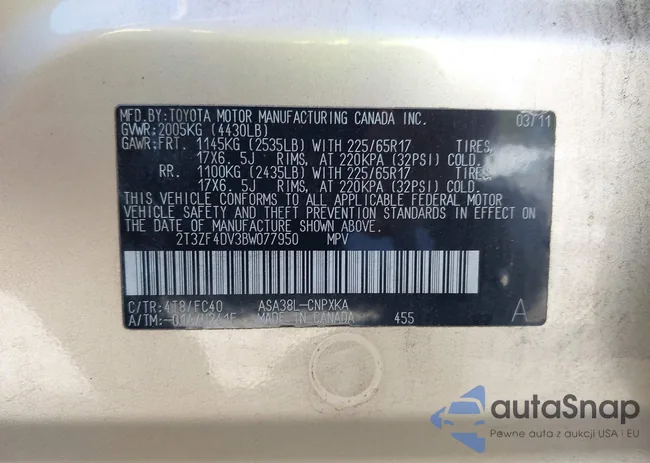 MFD.BY:TOYOTA MOTOR MANUFACTURING CANADA INC. 03/11
GVWR:2005KG (4430LB)
GAWR:FRT. 1145KG (2535LB) WITH 225/65R17 TIRES,
17X6.5J RIMS, AT 220KPA (32PSI) COLD.
RR. 1100KG (2435LB) WITH 225/65R17 TIRES,
17X6.5J RIMS, AT 220KPA (32PSI) COLD.
THIS VEHICLE CONFORMS TO ALL APPLICABLE FEDERAL MOTOR
VEHICLE SAFETY AND THEFT PREVENTION STANDARDS IN EFFECT ON
THE DATE OF MANUFACTURE SHOWN ABOVE.
2T3ZF4DV3BW077950 MPV
C/TR:4T8/FC40 ASA38L-CNPXKA A
A/TM: MADE IN CANADA 455
autaSnap
Pewne auta z aukcji USA i EU